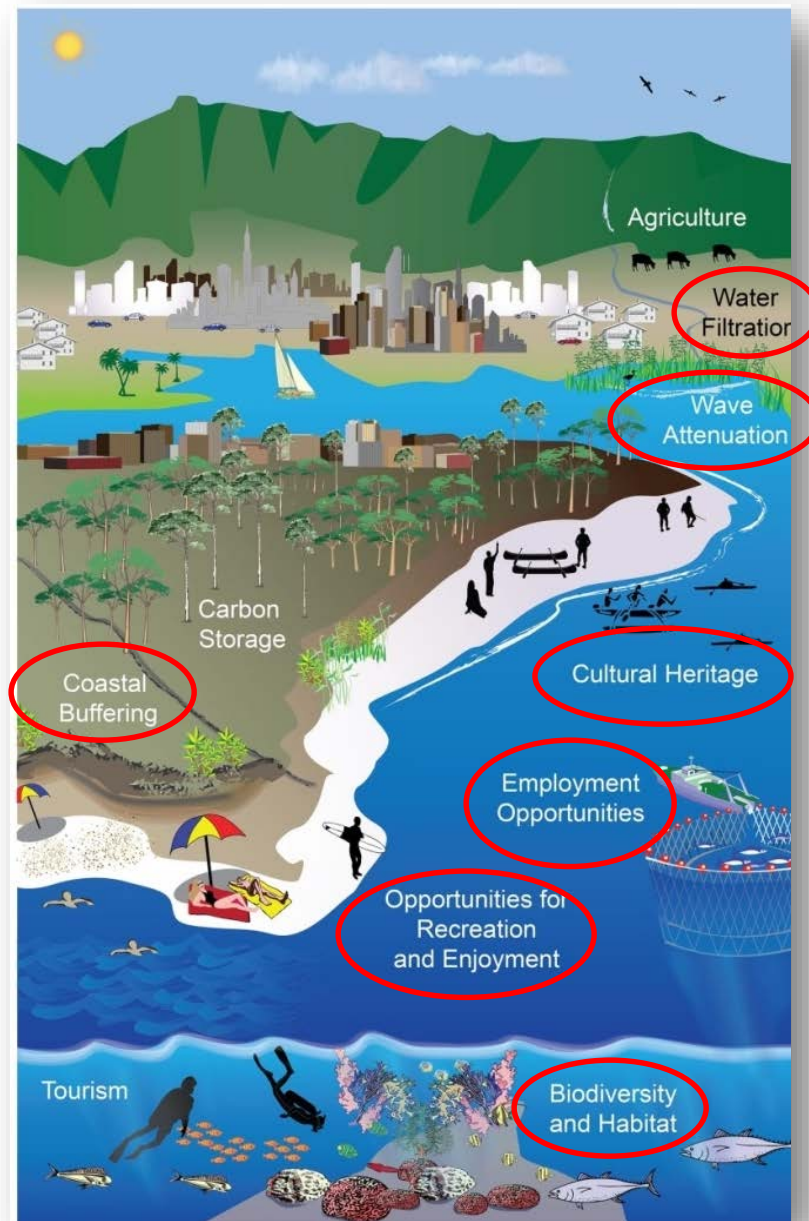 Agriculture
Water
Filtration
Wave
Attenuation
Carbon
Storage
Coastal
Buffering
Cultural Heritage
Employment
Opportunities
Opportunities for
Recreation
and Enjoyment
Tourism
Biodiversity
and Habitat